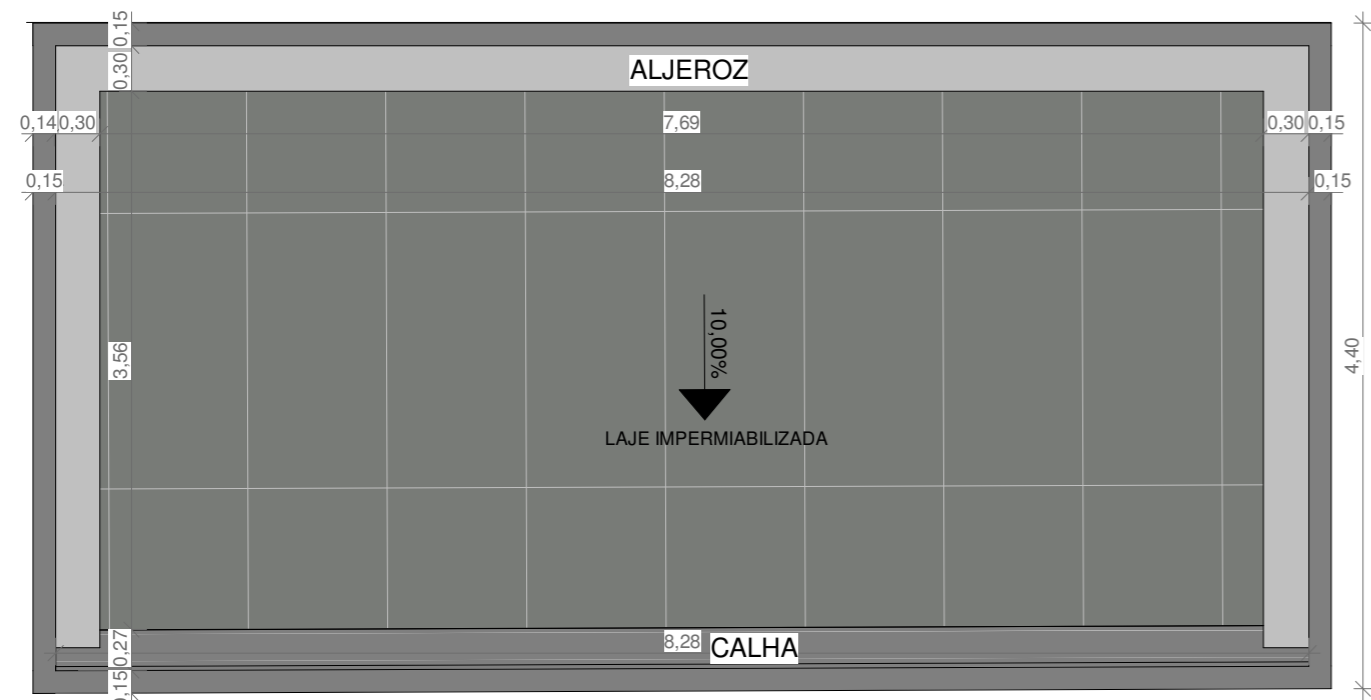 0,15
0,30
ALJEROZ
0,14 0,30 7,69 0,30 0,15
0,15 8,28 0,15
10,00%
3,56
4,40
LAJE IMPERMIABILIZADA
0,27
8,28 CALHA
0,15